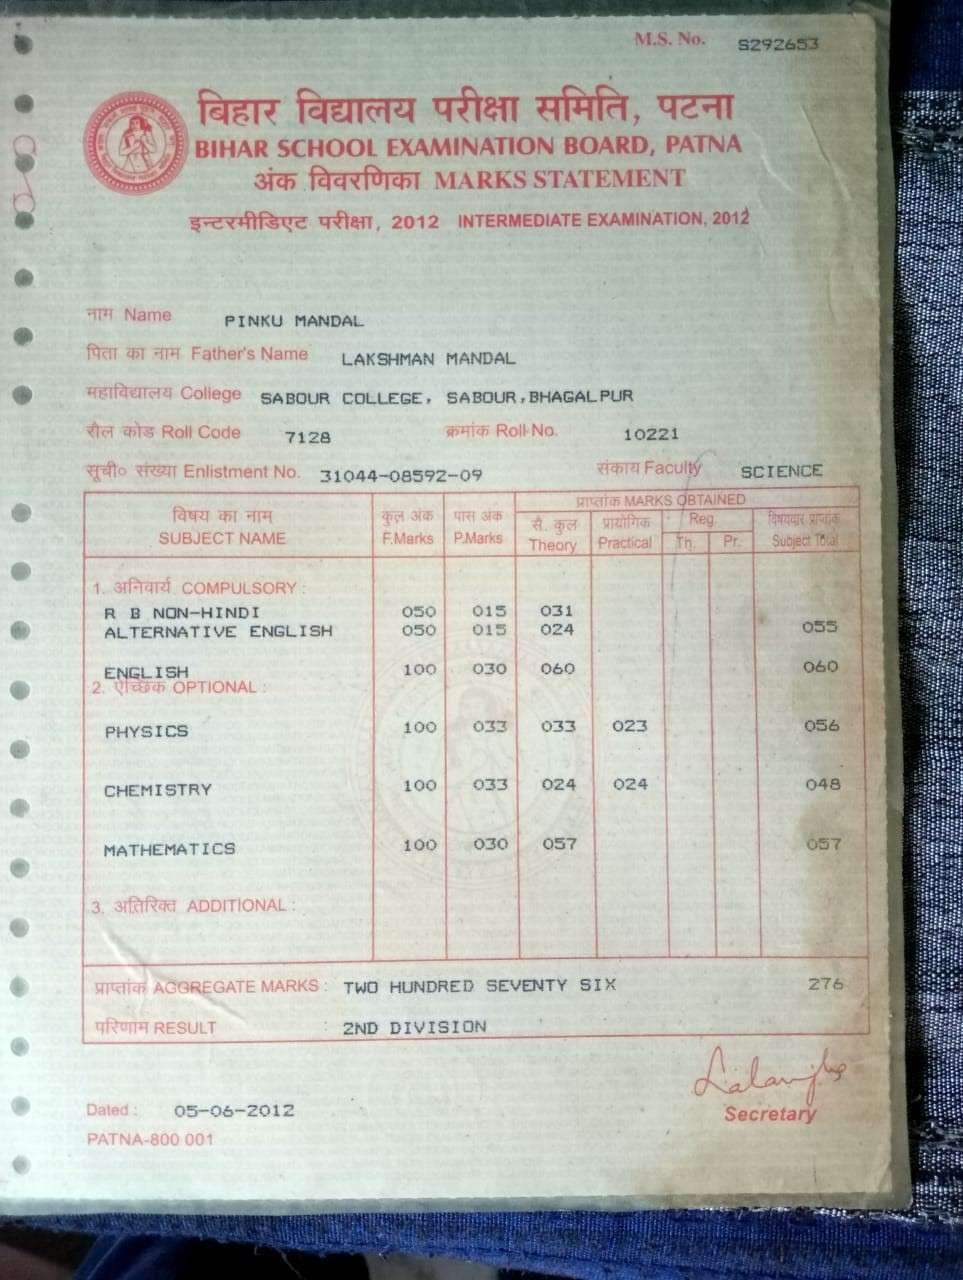 M.S. No. S292653
बिहार विद्यालय परीक्षा समिति, पटना
BIHAR SCHOOL EXAMINATION BOARD, PATNA
अंक विवरणिका MARKS STATEMENT
इन्टरमीडिएट परीक्षा, 2012 INTERMEDIATE EXAMINATION, 2012
नाम Name PINKU MANDAL
पिता का नाम Father's Name LAKSHMAN MANDAL
महाविद्यालय College SABOUR COLLEGE, SABOUR,BHAGALPUR
रौल कोड Roll Code 7128 क्रमांक Roll No. 10221
सूची० संख्या Enlistment No. 31044-08592-09 संकाय Faculty SCIENCE
विषय का नाम कुल अंक पास अंक प्राप्तांक MARKS OBTAINED
SUBJECT NAME F.Marks P.Marks सै. कुल प्रायोगिक Reg. विषयवार प्राप्तांक
Theory Practical Th. Pr. Subject Total
1. अनिवार्य COMPULSORY :
R B NON-HINDI 050 015 031
ALTERNATIVE ENGLISH 050 015 024 055
ENGLISH 100 030 060 060
2. ऐच्छिक OPTIONAL :
PHYSICS 100 033 033 023 056
CHEMISTRY 100 033 024 024 048
MATHEMATICS 100 030 057 057
3. अतिरिक्त ADDITIONAL :
प्राप्तांक AGGREGATE MARKS : TWO HUNDRED SEVENTY SIX 276
परिणाम RESULT : 2ND DIVISION
Dated : 05-06-2012
Secretary
PATNA-800 001